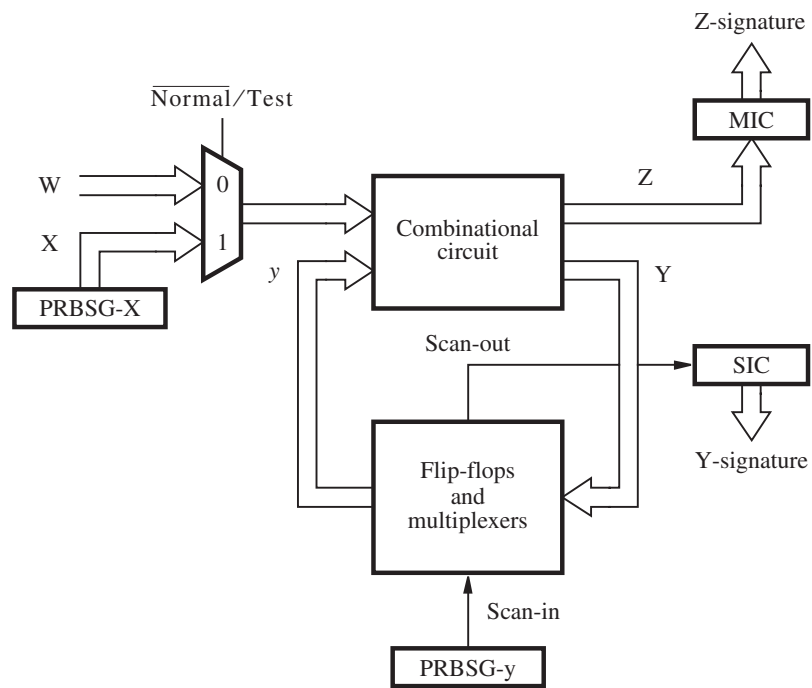 Z-signature
Normal/Test
MIC
W
0
Z
X
1
Combinational
circuit
y
Y
PRBSG-X
Scan-out
SIC
Flip-flops
and
multiplexers
Y-signature
Scan-in
PRBSG-y